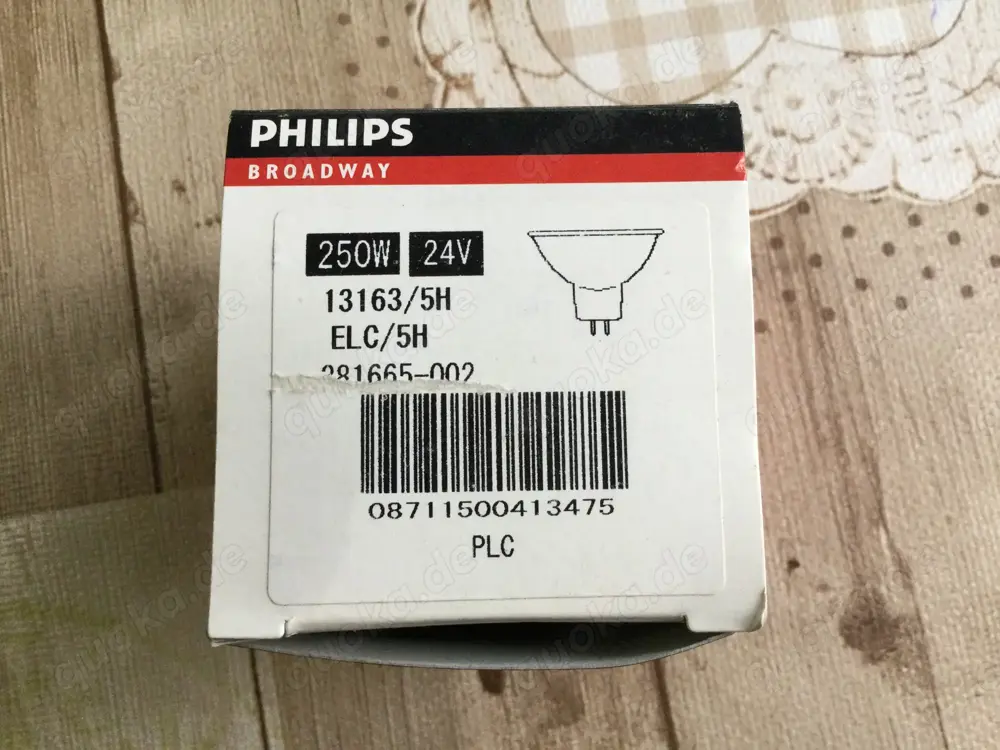 PHILIPS
BROADWAY
250W 24V
13163/5H
ELC/5H
281665-002
08711500413475
PLC
quoka.de